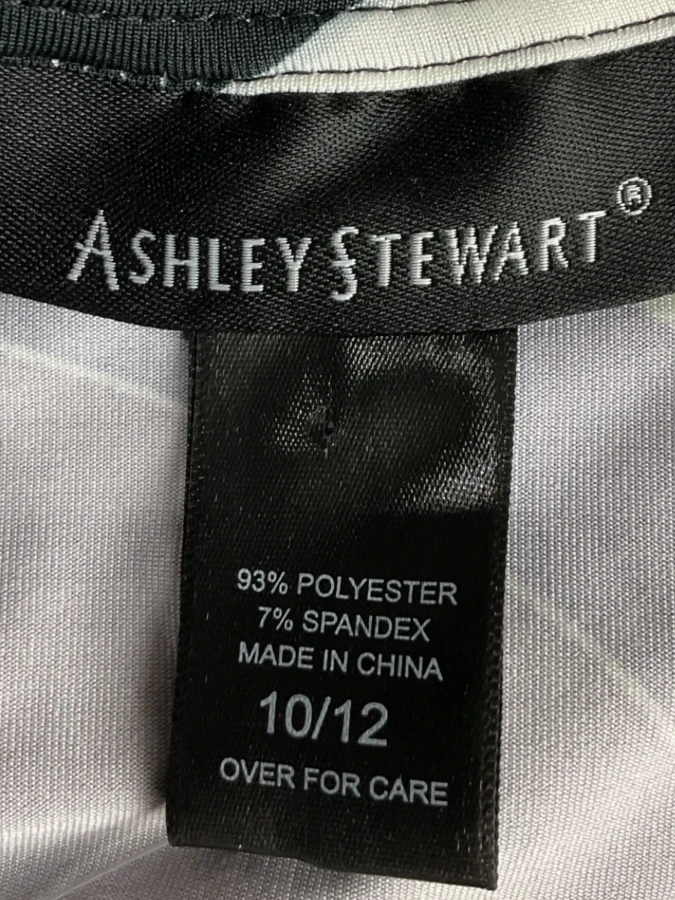 ASHLEY STEWART®
93% POLYESTER
7% SPANDEX
MADE IN CHINA
10/12
OVER FOR CARE